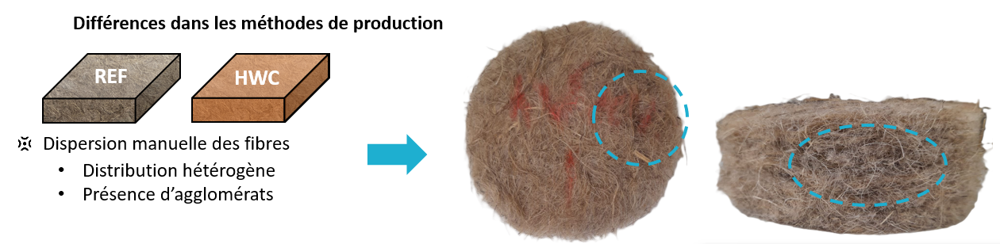 Différences dans les méthodes de production
REF
HWC
Dispersion manuelle des fibres
• Distribution hétérogène
• Présence d’agglomérats